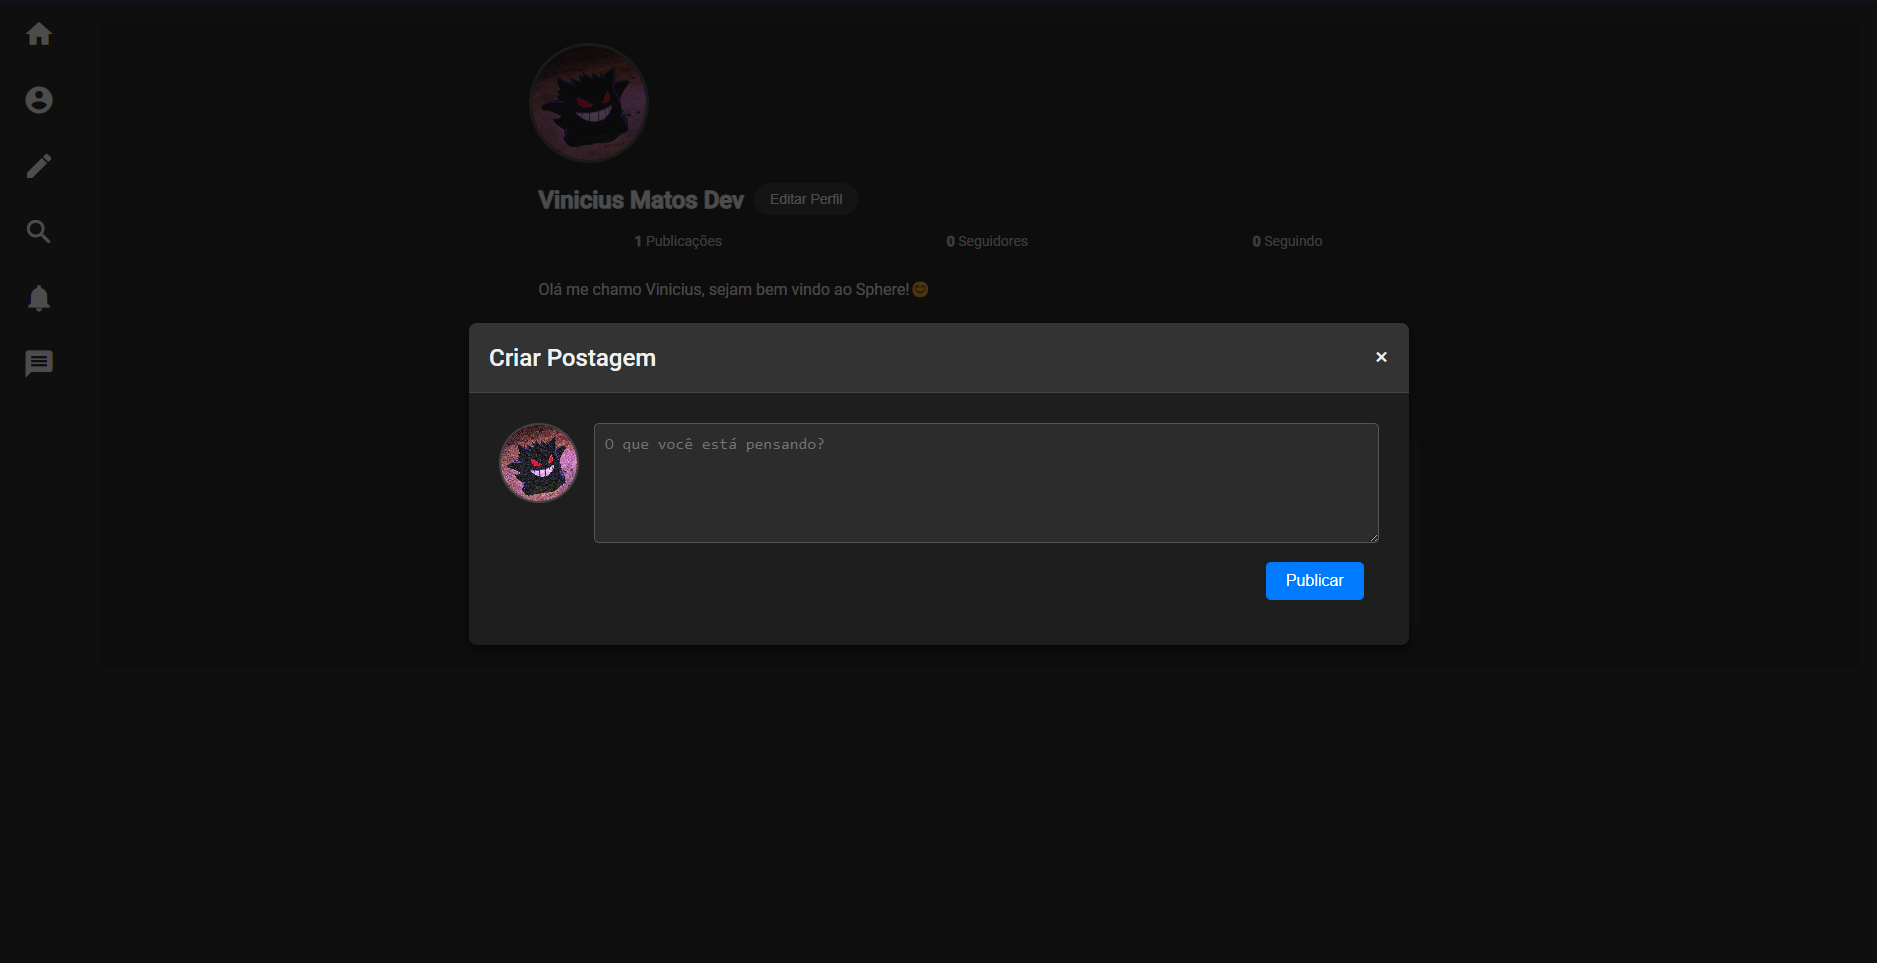 Vinicius Matos Dev Editar Perfil
1 Publicações 0 Seguidores 0 Seguindo
Olá me chamo Vinicius, sejam bem vindo ao Sphere!😊
Criar Postagem ×
O que você está pensando?
Publicar